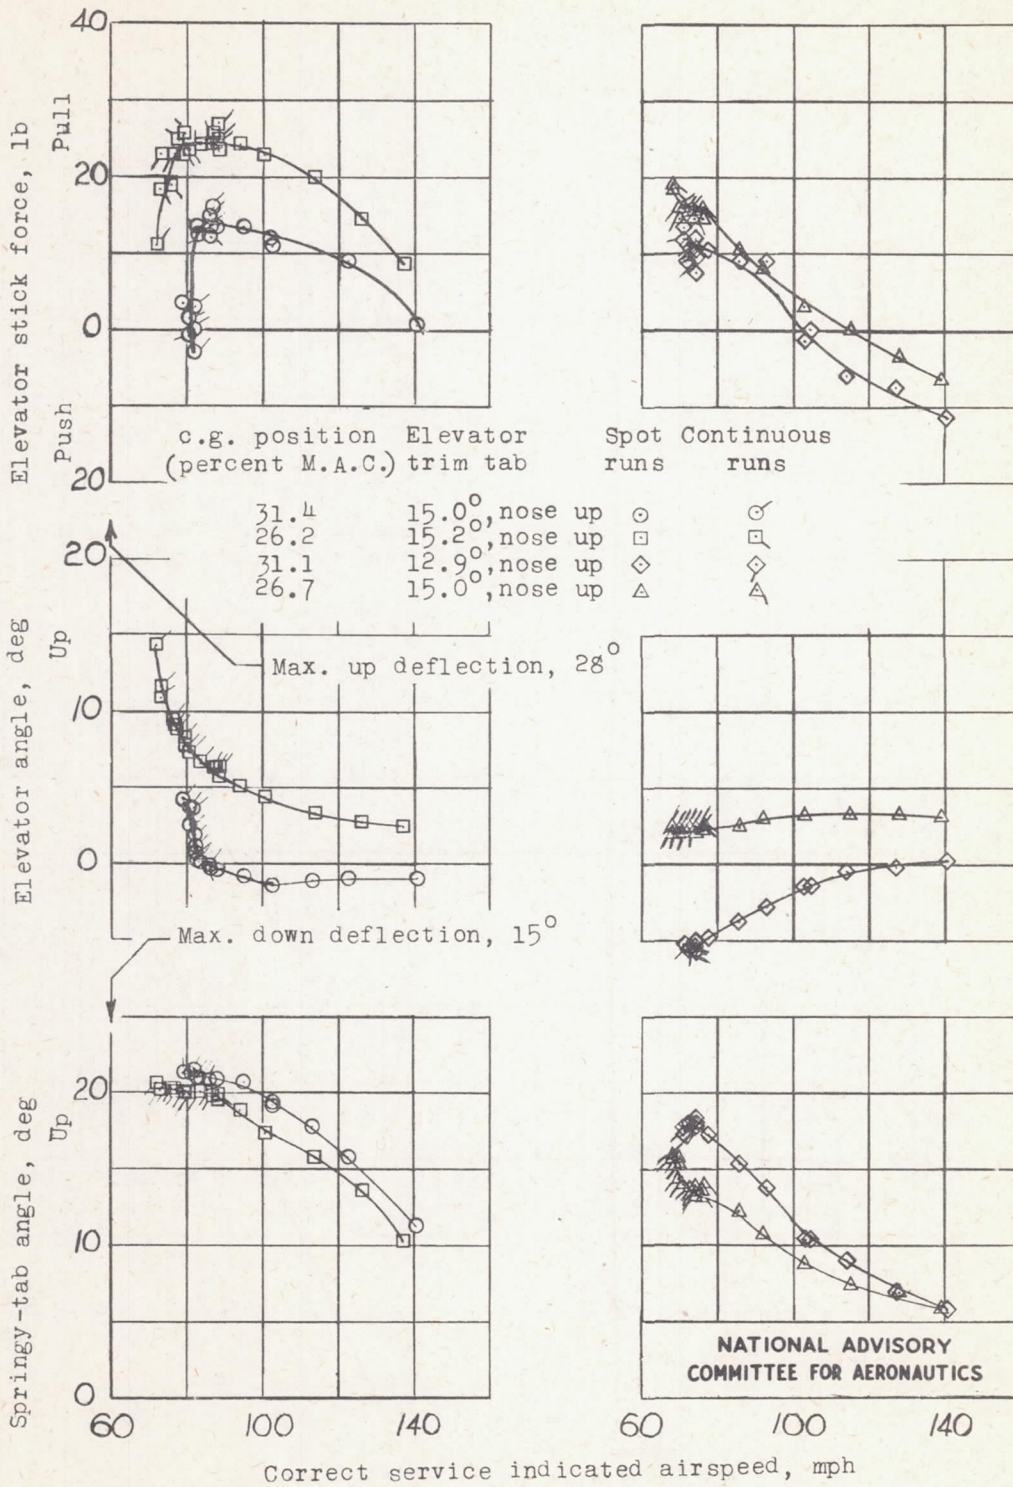 40
Pull
20
Elevator stick force, lb
0
Push
20
c.g. position Elevator Spot Continuous
(percent M.A.C.) trim tab runs runs
31.4 15.0°, nose up
26.2 15.2°, nose up
31.1 12.9°, nose up
26.7 15.0°, nose up
20
Up
Max. up deflection, 28°
10
Elevator angle, deg
0
Max. down deflection, 15°
20
Up
Springy-tab angle, deg
10
0
NATIONAL ADVISORY
COMMITTEE FOR AERONAUTICS
60 100 140 60 100 140
Correct service indicated airspeed, mph